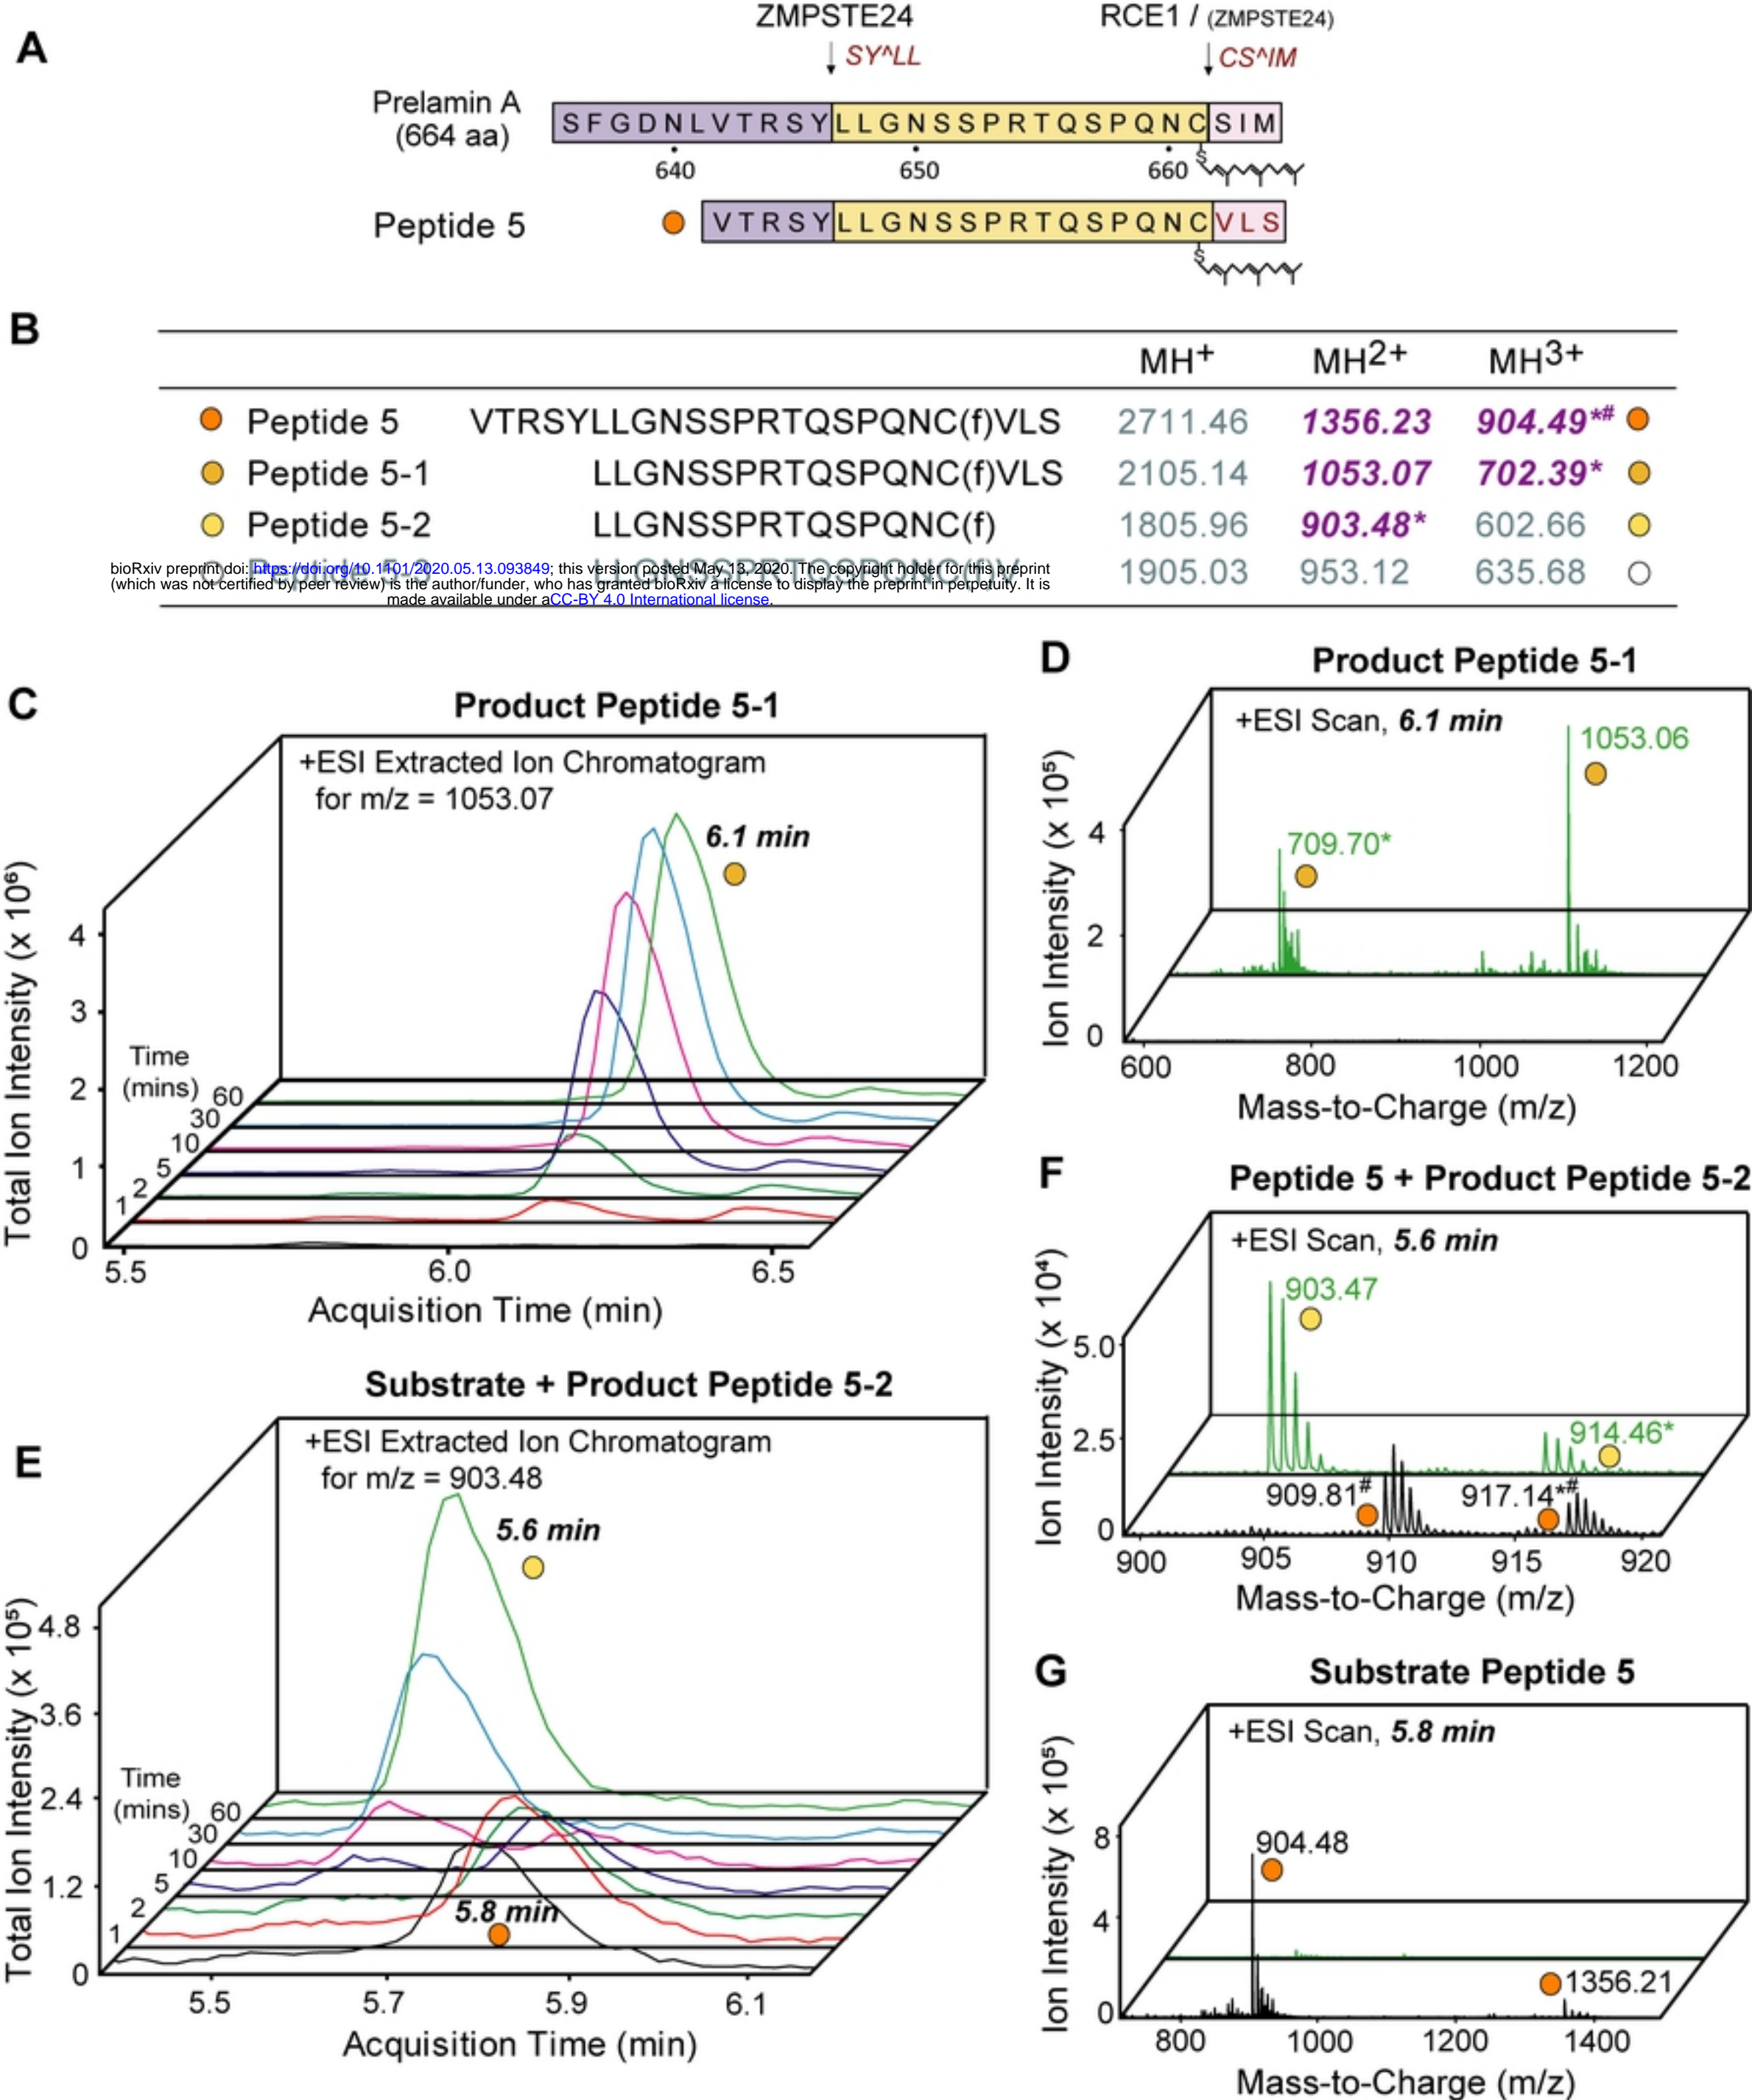 A
ZMPSTE24
RCE1 / (ZMPSTE24)
SY^LL
CS^IM
Prelamin A
(664 aa)
SFGDNLVTRSYLLGNSSPRTQSPQNCSIM
640
650
660
S
Peptide 5
VTRSYLLGNSSPRTQSPQNCVLS
S
B
MH+ MH2+ MH3+
Peptide 5 VTRSYLLGNSSPRTQSPQNC(f)VLS 2711.46 1356.23 904.49*#
Peptide 5-1 LLGNSSPRTQSPQNC(f)VLS 2105.14 1053.07 702.39*
Peptide 5-2 LLGNSSPRTQSPQNC(f) 1805.96 903.48* 602.66
Peptide 5-3 LLGNSSPRTQSPQNC(f)V 1905.03 953.12 635.68
bioRxiv preprint doi: https://doi.org/10.1101/2020.05.13.093849; this version posted May 13, 2020. The copyright holder for this preprint
(which was not certified by peer review) is the author/funder, who has granted bioRxiv a license to display the preprint in perpetuity. It is
made available under aCC-BY 4.0 International license.
C
Product Peptide 5-1
+ESI Extracted Ion Chromatogram
for m/z = 1053.07
6.1 min
Total Ion Intensity (x 10⁶)
4
3
2
1
0
Time
(mins)
60
30
10
5
2
1
5.5 6.0 6.5
Acquisition Time (min)
D
Product Peptide 5-1
+ESI Scan, 6.1 min
1053.06
709.70*
Ion Intensity (x 10⁵)
4
2
0
600 800 1000 1200
Mass-to-Charge (m/z)
E
Substrate + Product Peptide 5-2
+ESI Extracted Ion Chromatogram
for m/z = 903.48
5.6 min
5.8 min
Total Ion Intensity (x 10⁵)
4.8
3.6
2.4
1.2
0
Time
(mins)
60
30
10
5
2
1
5.5 5.7 5.9 6.1
Acquisition Time (min)
F
Peptide 5 + Product Peptide 5-2
+ESI Scan, 5.6 min
903.47
914.46*
909.81#
917.14*#
Ion Intensity (x 10⁴)
5.0
2.5
0
900 905 910 915 920
Mass-to-Charge (m/z)
G
Substrate Peptide 5
+ESI Scan, 5.8 min
904.48
1356.21
Ion Intensity (x 10⁵)
8
4
0
800 1000 1200 1400
Mass-to-Charge (m/z)